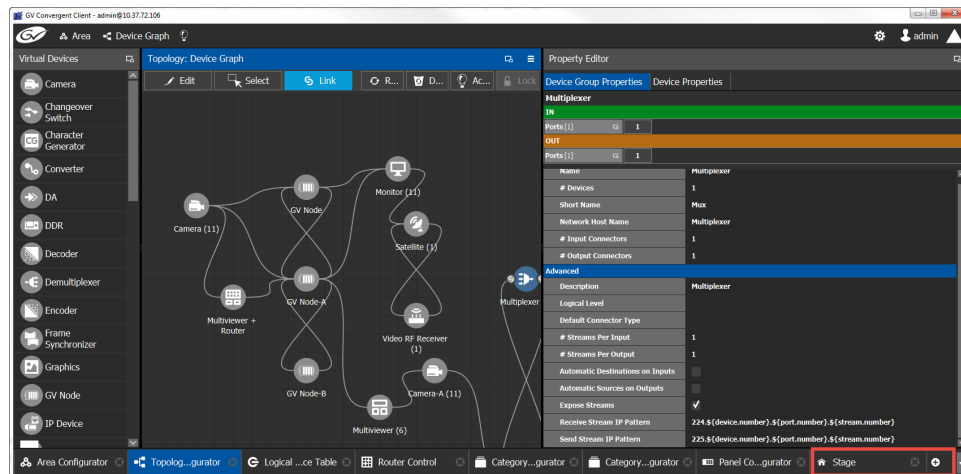 GV Convergent Client - admin@10.37.72.106
GV Area Device Graph admin
Virtual Devices
Camera
Changeover
Switch
CG Character
Generator
Converter
DA
DDR
Decoder
Demultiplexer
Encoder
Frame
Synchronizer
Graphics
GV Node
IP Device
Topology: Device Graph
Edit Select Link R... D... Ac... Lock
Camera (11)
GV Node
Monitor (11)
Satellite (1)
GV Node-A
Multiplexer
Multiviewer +
Router
Video RF Receiver
(1)
GV Node-B
Camera-A (11)
Multiviewer (6)
Property Editor
Device Group Properties Device Properties
Multiplexer
IN
Ports [1] 1
OUT
Ports [1] 1
Name Multiplexer
# Devices 1
Short Name Mux
Network Host Name Multiplexer
# Input Connectors 1
# Output Connectors 1
Advanced
Description Multiplexer
Logical Level
Default Connector Type
# Streams Per Input 1
# Streams Per Output 1
Automatic Destinations on Inputs
Automatic Sources on Outputs
Expose Streams
Receive Stream IP Pattern 224.${device.number}.${port.number}.${stream.number}
Send Stream IP Pattern 225.${device.number}.${port.number}.${stream.number}
Area Configurator Topolog...gurator Logical ...ce Table Router Control Category...gurator Category...gurator Panel Co...gurator Stage